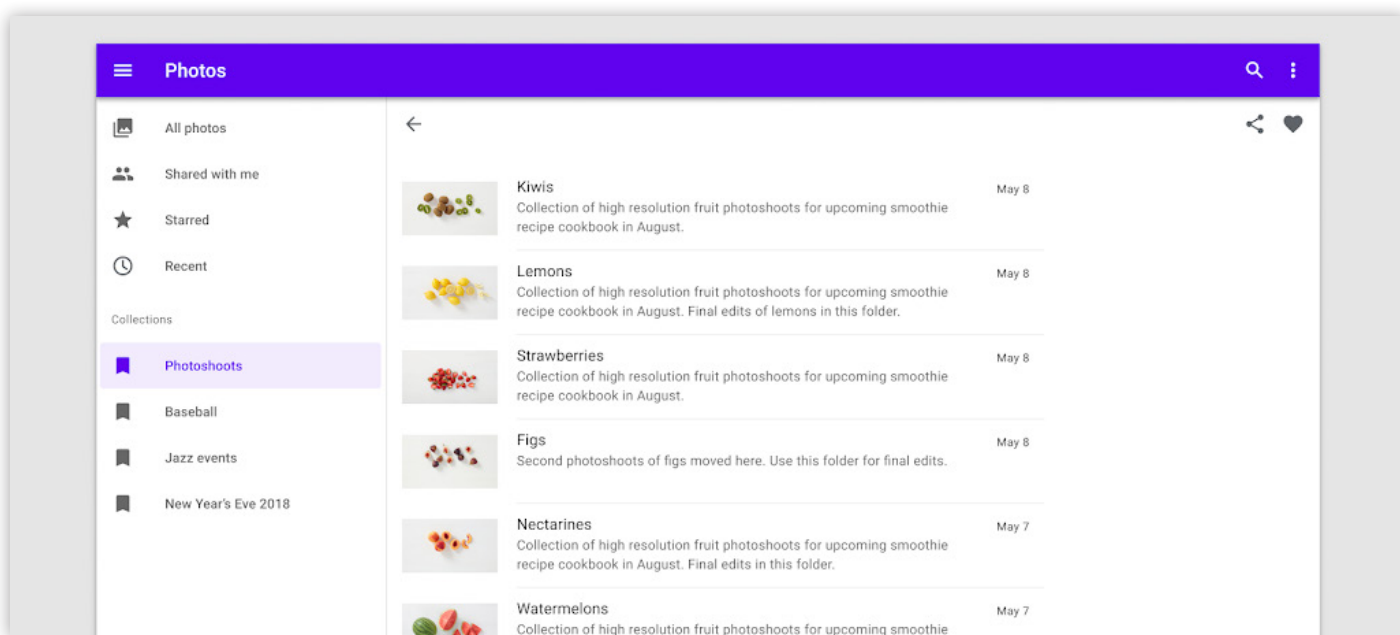 Photos
All photos
Shared with me
Starred
Recent
Collections
Photoshoots
Baseball
Jazz events
New Year's Eve 2018
Kiwis
May 8
Collection of high resolution fruit photoshoots for upcoming smoothie
recipe cookbook in August.
Lemons
May 8
Collection of high resolution fruit photoshoots for upcoming smoothie
recipe cookbook in August. Final edits of lemons in this folder.
Strawberries
May 8
Collection of high resolution fruit photoshoots for upcoming smoothie
recipe cookbook in August.
Figs
May 8
Second photoshoots of figs moved here. Use this folder for final edits.
Nectarines
May 7
Collection of high resolution fruit photoshoots for upcoming smoothie
recipe cookbook in August. Final edits in this folder.
Watermelons
May 7
Collection of high resolution fruit photoshoots for upcoming smoothie